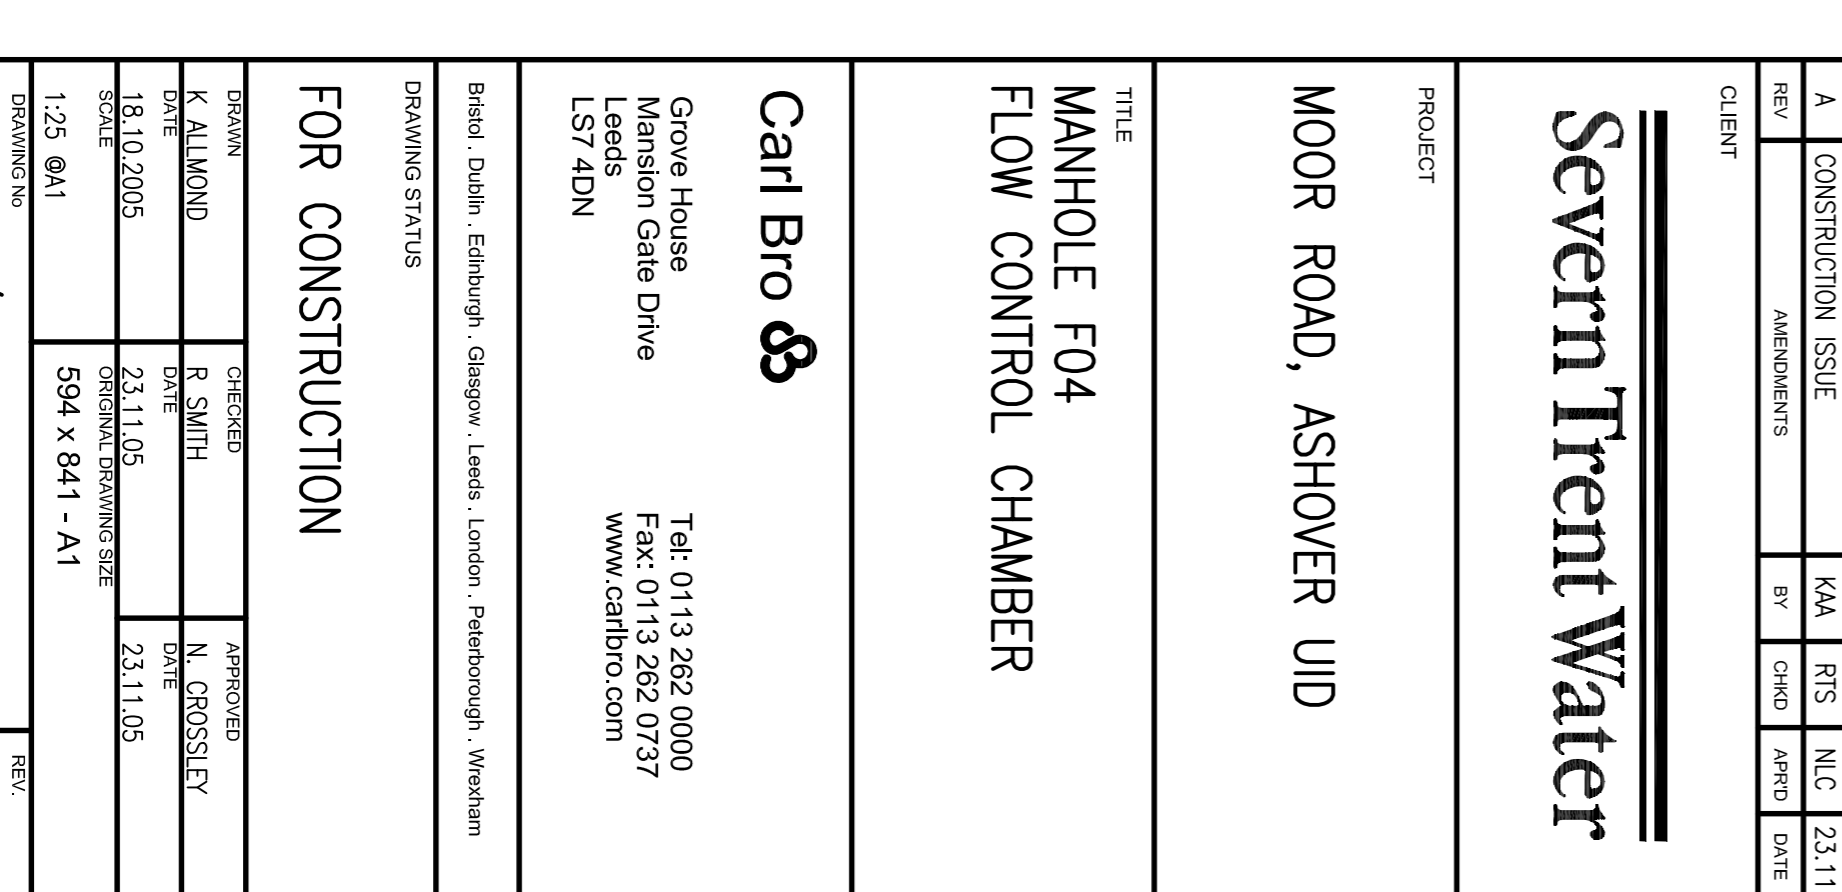 A CONSTRUCTION ISSUE KAA RTS NLC 23.11
REV AMENDMENTS BY CHKD APR'D DATE
CLIENT
Severn Trent Water
PROJECT
MOOR ROAD, ASHOVER UID
TITLE
MANHOLE F04
FLOW CONTROL CHAMBER
Carl Bro
Grove House
Mansion Gate Drive
Leeds
LS7 4DN
Tel: 0113 262 0000
Fax: 0113 262 0737
www.carlbro.com
Bristol . Dublin . Edinburgh . Glasgow . Leeds . London . Peterborough . Wrexham
DRAWING STATUS
FOR CONSTRUCTION
DRAWN CHECKED APPROVED
K ALLMOND R SMITH N. CROSSLEY
DATE DATE DATE
18.10.2005 23.11.05 23.11.05
SCALE ORIGINAL DRAWING SIZE
1:25 @A1 594 x 841 - A1
DRAWING No REV.